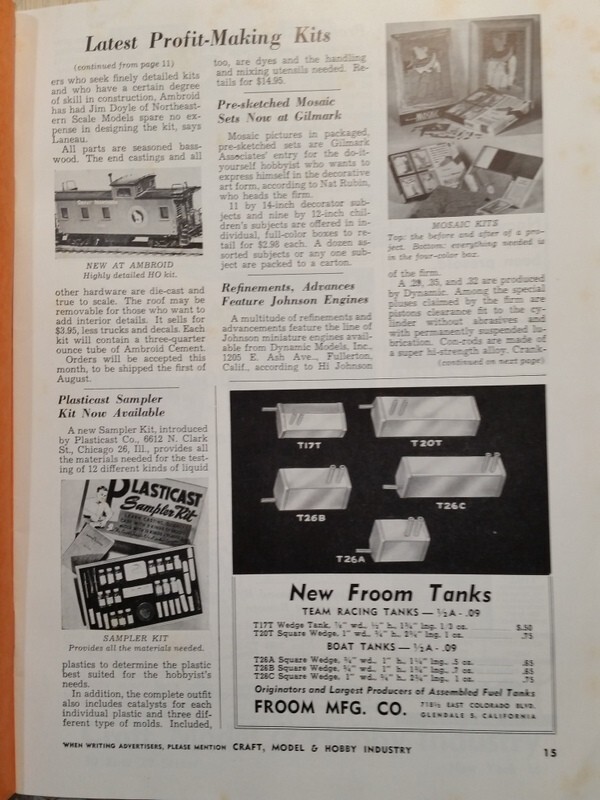 Latest Profit-Making Kits
(continued from page 11)
ers who seek finely detailed kits
and who have a certain degree
of skill in construction, Ambroid
has had Jim Doyle of Northeast-
ern Scale Models spare no ex-
pense in designing the kit, says
Laneau.
All parts are seasoned bass-
wood. The end castings and all
NEW AT AMBROID
Highly detailed HO kit.
other hardware are die-cast and
true to scale. The roof may be
removable for those who want to
add interior details. It sells for
$3.95, less trucks and decals. Each
kit will contain a three-quarter
ounce tube of Ambroid Cement.
Orders will be accepted this
month, to be shipped the first of
August.
Plasticast Sampler
Kit Now Available
A new Sampler Kit, introduced
by Plasticast Co., 6612 N. Clark
St., Chicago 26, Ill., provides all
the materials needed for the test-
ing of 12 different kinds of liquid
PLASTICAST
Sampler Kit
SAMPLER KIT
Provides all the materials needed.
plastics to determine the plastic
best suited for the hobbyist's
needs.
In addition, the complete outfit
also includes catalysts for each
individual plastic and three dif-
ferent type of molds. Included,
too, are dyes and the handling
and mixing utensils needed. Re-
tails for $14.95.
Pre-sketched Mosaic
Sets Now at Gilmark
Mosaic pictures in packaged,
pre-sketched sets are Gilmark
Associates' entry for the do-it-
yourself hobbyist who wants to
express himself in the decorative
art form, according to Nat Rubin,
who heads the firm.
11 by 14-inch decorator sub-
jects and nine by 12-inch chil-
dren's subjects are offered in in-
dividual, full-color boxes to re-
tail for $2.98 each. A dozen as-
sorted subjects or any one sub-
ject are packed to a carton.
Refinements, Advances
Feature Johnson Engines
A multitude of refinements and
advancements feature the line of
Johnson miniature engines avail-
able from Dynamic Models, Inc.,
1205 E. Ash Ave., Fullerton,
Calif., according to Hi Johnson
MOSAIC
MOSAIC KITS
Top: the before and after of a pro-
ject. Bottom: everything needed is
in the four-color box.
of the firm.
A .29, .35, and .32 are produced
by Dynamic. Among the special
pluses claimed by the firm are
pistons clearance fit to the cy-
linder without abrasives and
with permanently suspended lu-
brication. Con-rods are made of
a super hi-strength alloy. Crank-
(continued on next page)
T17T
T20T
T26B
T26C
T26A
New Froom Tanks
TEAM RACING TANKS — ½A - .09
T17T Wedge Tank, ¾" wd., ½" h., 1¾" lng. 1/3 oz. $.50
T20T Square Wedge, 1" wd., ¾" h., 2¼" lng. 1 oz. .75
BOAT TANKS — ½A - .09
T26A Square Wedge, ¾" wd., 1" h., 1¼" lng. .5 oz. .65
T26B Square Wedge, ¾" wd., 1" h., 1¾" lng. .7 oz. .65
T26C Square Wedge, 1" wd., ¾" h., 2¼" lng. 1 oz. .75
Originators and Largest Producers of Assembled Fuel Tanks
FROOM MFG. CO.
718½ EAST COLORADO BLVD.
GLENDALE 5, CALIFORNIA
WHEN WRITING ADVERTISERS, PLEASE MENTION CRAFT, MODEL & HOBBY INDUSTRY
15